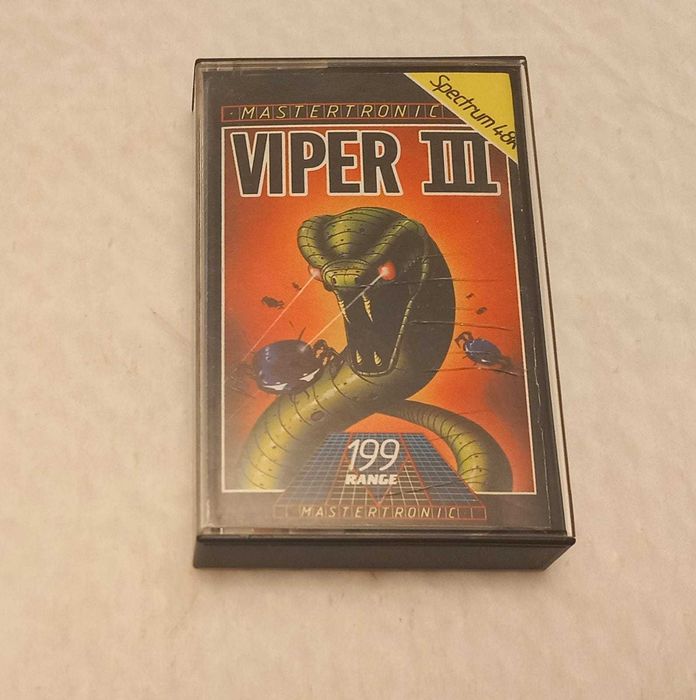 Spectrum 48K
MASTERTRONIC
VIPER III
199
RANGE
MASTERTRONIC